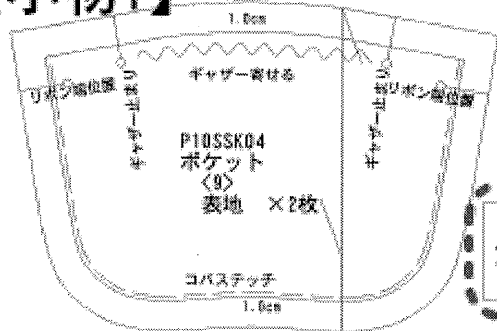 1.0cm
ギャザー寄せる
リボン端位置
ギャザー止まり
ギャザー止まり
リボン端位置
P10SSK04
ポケット
<9>
表地 ×2枚
コバステッチ
1.0cm